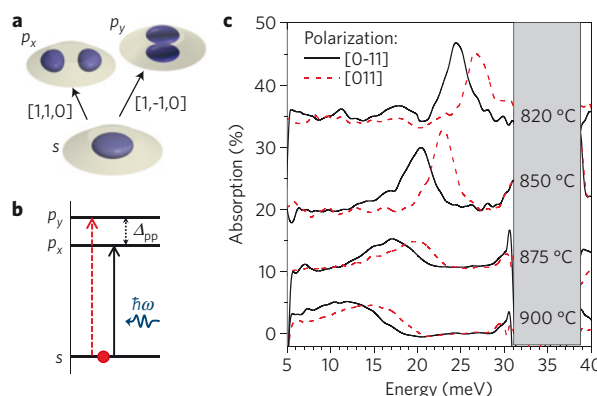 a
p_x
p_y
[1,1,0]
[1,-1,0]
s
b
p_y
Δ_pp
p_x
ħω
s
c
50
40
30
20
10
0
Absorption (%)
Polarization:
[0-11]
[011]
820 °C
850 °C
875 °C
900 °C
5 10 15 20 25 30 35 40
Energy (meV)